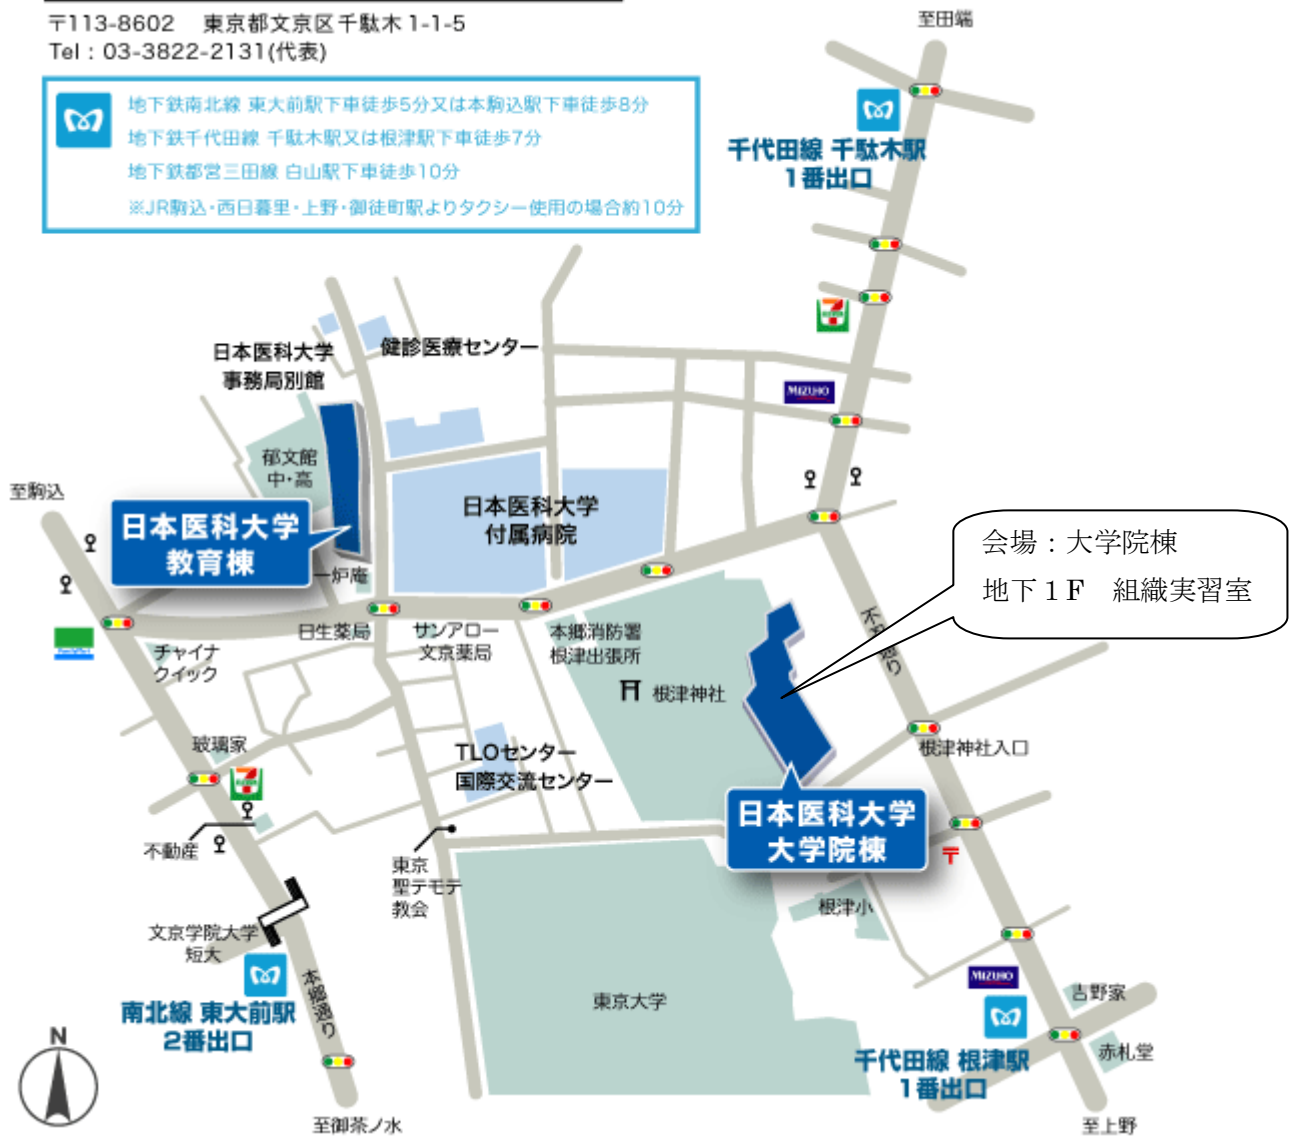 〒113-8602　東京都文京区千駄木1-1-5
Tel：03-3822-2131(代表)
地下鉄南北線 東大前駅下車徒歩5分又は本駒込駅下車徒歩8分
地下鉄千代田線 千駄木駅又は根津駅下車徒歩7分
地下鉄都営三田線 白山駅下車徒歩10分
※JR駒込・西日暮里・上野・御徒町駅よりタクシー使用の場合約10分
至田端
千代田線 千駄木駅
1番出口
日本医科大学
事務局別館
健診医療センター
MIZUHO
郁文館
中・高
至駒込
日本医科大学
教育棟
日本医科大学
付属病院
会場：大学院棟
地下１F　組織実習室
一炉庵
日生薬局
サンアロー
文京薬局
本郷消防署
根津出張所
チャイナ
クイック
根津神社
玻璃家
TLOセンター
国際交流センター
根津神社入口
日本医科大学
大学院棟
不動産
東京
聖テモテ
教会
〒
根津小
文京学院大学
短大
本郷通り
南北線 東大前駅
2番出口
東京大学
MIZUHO
吉野家
赤札堂
千代田線 根津駅
1番出口
N
至御茶ノ水
至上野